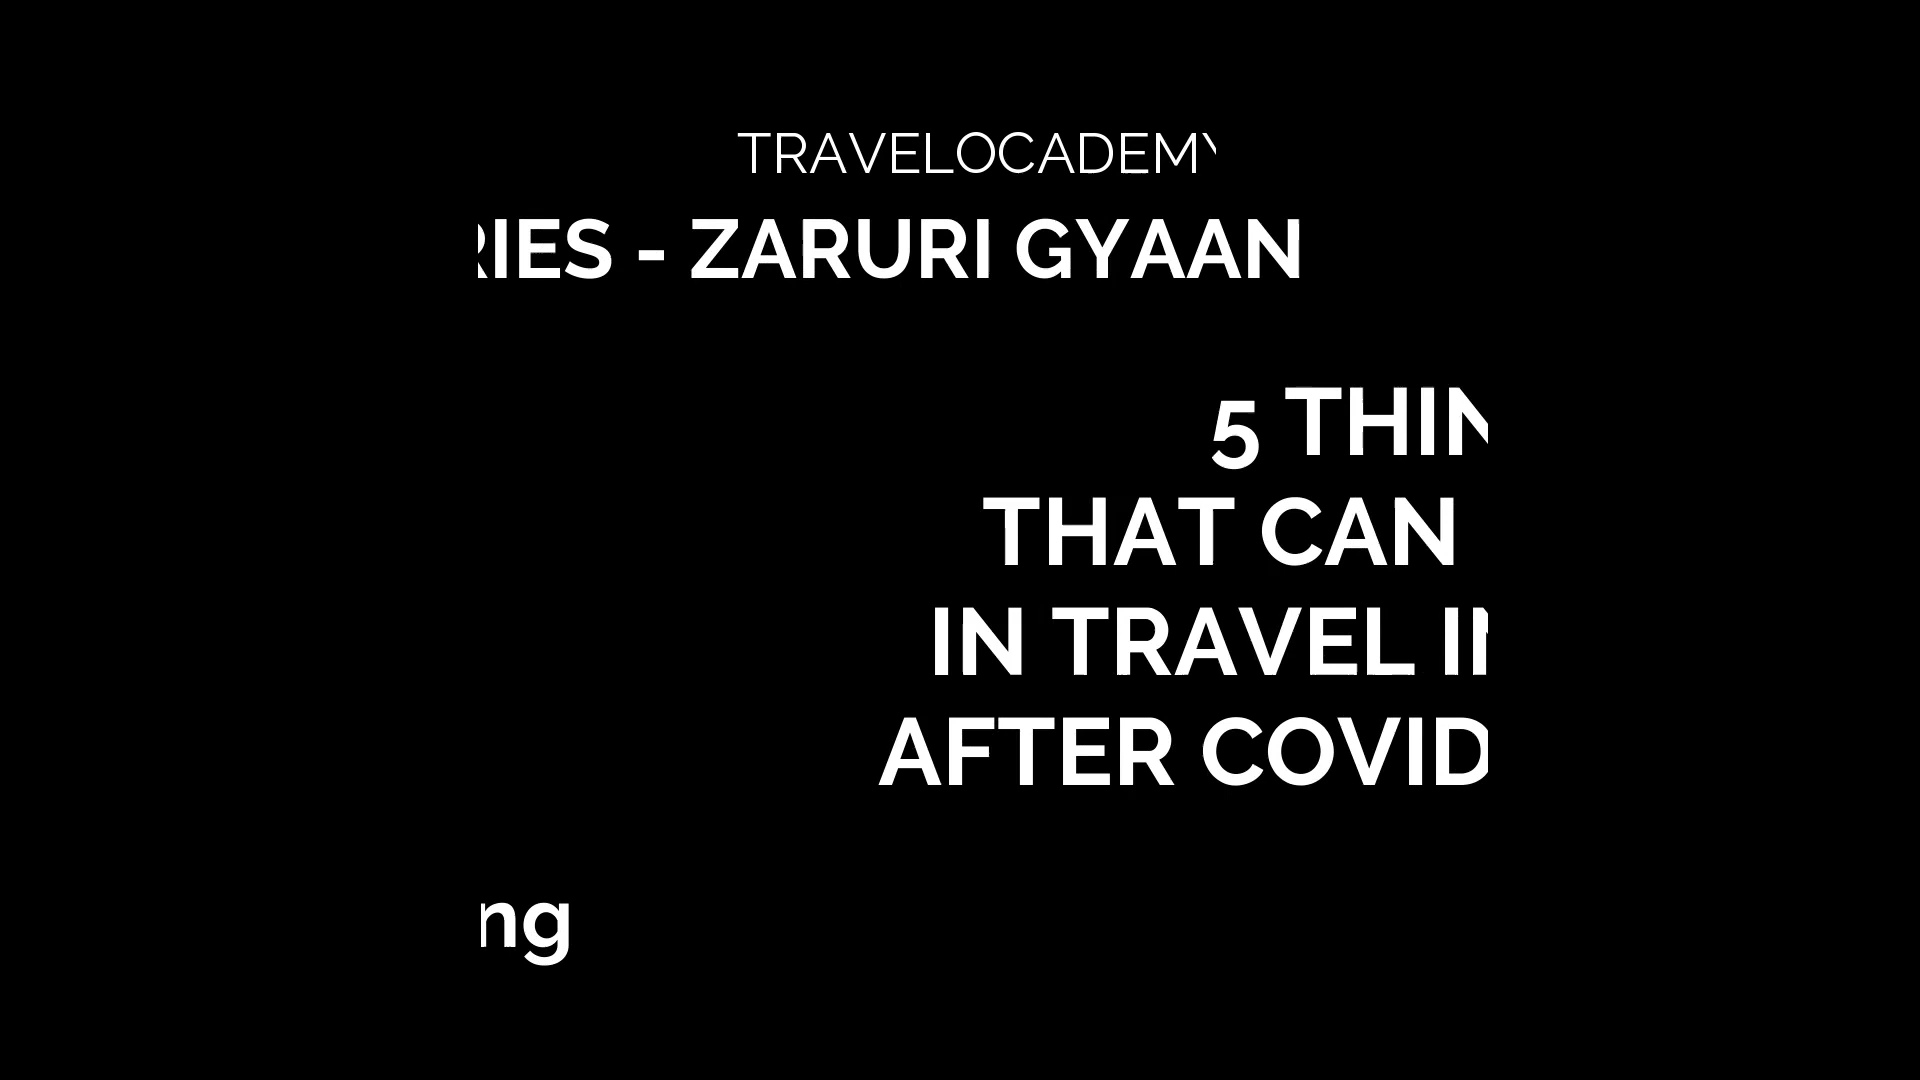 TRAVELOCADEMY
RIES - ZARURI GYAAN
5 THIN
THAT CAN
IN TRAVEL IN
AFTER COVID
ng